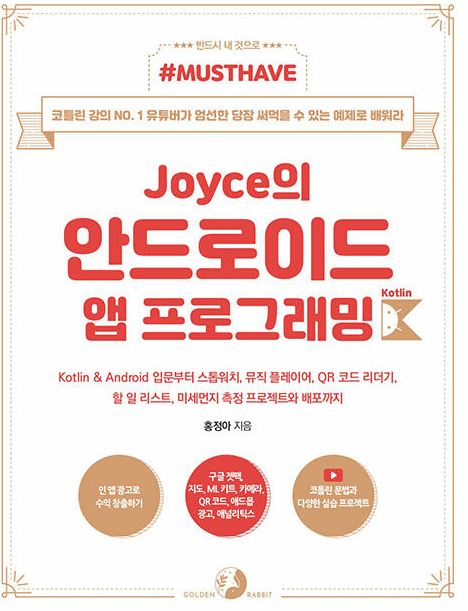 ★★★ 반드시 내 것으로 ★★★
#MUSTHAVE
코틀린 강의 NO. 1 유튜버가 엄선한 당장 써먹을 수 있는 예제로 배워라
Joyce의
안드로이드
앱 프로그래밍
Kotlin
Kotlin & Android 입문부터 스톱워치, 뮤직 플레이어, QR 코드 리더기,
할 일 리스트, 미세먼지 측정 프로젝트와 배포까지
홍정아 지음
인 앱 광고로
수익 창출하기
구글 젯팩,
지도, ML 키트, 카메라,
QR 코드, 애드몹
광고, 애널리틱스
코틀린 문법과
다양한 실습 프로젝트
GOLDEN RABBIT